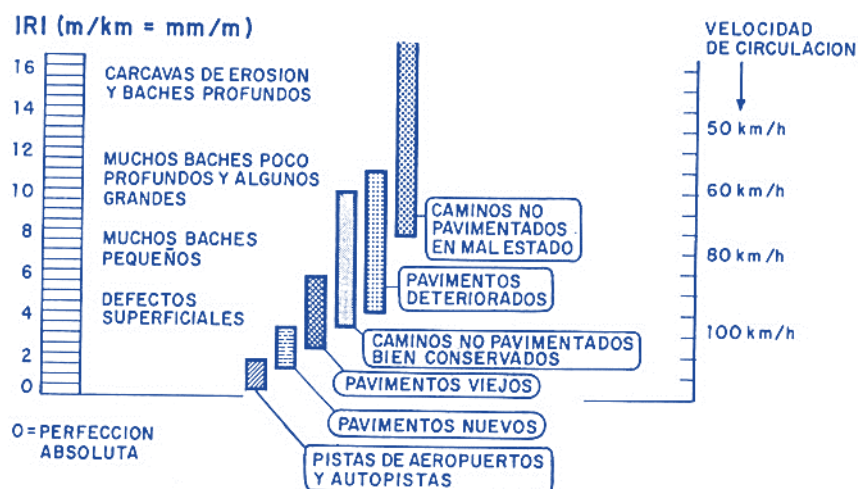 IRI (m/km = mm/m)
16
14
12
10
8
6
4
2
0
CARCAVAS DE EROSION
Y BACHES PROFUNDOS
MUCHOS BACHES POCO
PROFUNDOS Y ALGUNOS
GRANDES
MUCHOS BACHES
PEQUEÑOS
DEFECTOS
SUPERFICIALES
0 = PERFECCION
ABSOLUTA
CAMINOS NO
PAVIMENTADOS
EN MAL ESTADO
PAVIMENTOS
DETERIORADOS
CAMINOS NO PAVIMENTADOS
BIEN CONSERVADOS
PAVIMENTOS VIEJOS
PAVIMENTOS NUEVOS
PISTAS DE AEROPUERTOS
Y AUTOPISTAS
VELOCIDAD
DE CIRCULACION
50 km/h
60 km/h
80 km/h
100 km/h